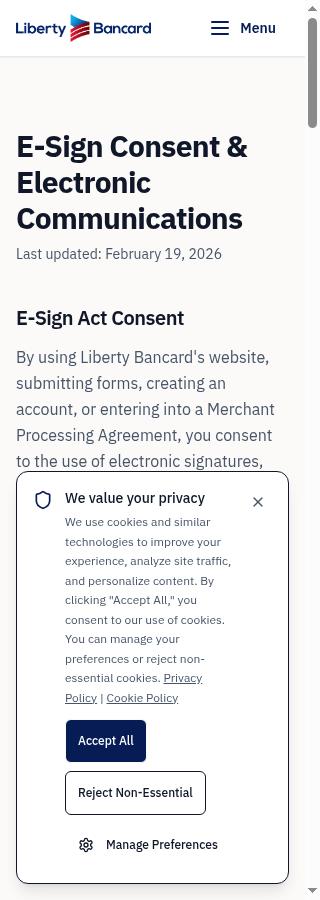 Liberty Bancard
Menu
E-Sign Consent &
Electronic
Communications
Last updated: February 19, 2026
E-Sign Act Consent
By using Liberty Bancard's website,
submitting forms, creating an
account, or entering into a Merchant
Processing Agreement, you consent
to the use of electronic signatures,
We value your privacy
We use cookies and similar
technologies to improve your
experience, analyze site traffic,
and personalize content. By
clicking "Accept All," you
consent to our use of cookies.
You can manage your
preferences or reject non-
essential cookies. Privacy
Policy | Cookie Policy
Accept All
Reject Non-Essential
Manage Preferences